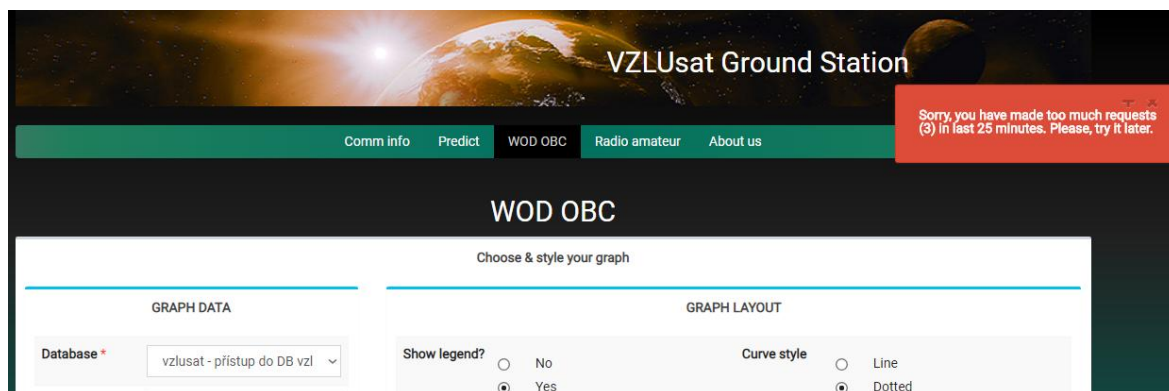 VZLUsat Ground Station
Sorry, you have made too much requests
(3) in last 25 minutes. Please, try it later.
Comm info Predict WOD OBC Radio amateur About us
WOD OBC
Choose & style your graph
GRAPH DATA
GRAPH LAYOUT
Database *
vzlusat - přístup do DB vzl
Show legend?
No
Yes
Curve style
Line
Dotted